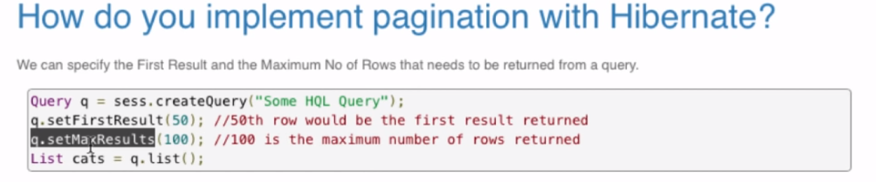 How do you implement pagination with Hibernate?
We can specify the First Result and the Maximum No of Rows that needs to be returned from a query.
Query q = sess.createQuery("Some HQL Query");
q.setFirstResult(50); //50th row would be the first result returned
q.setMaxResults(100); //100 is the maximum number of rows returned
List cats = q.list();